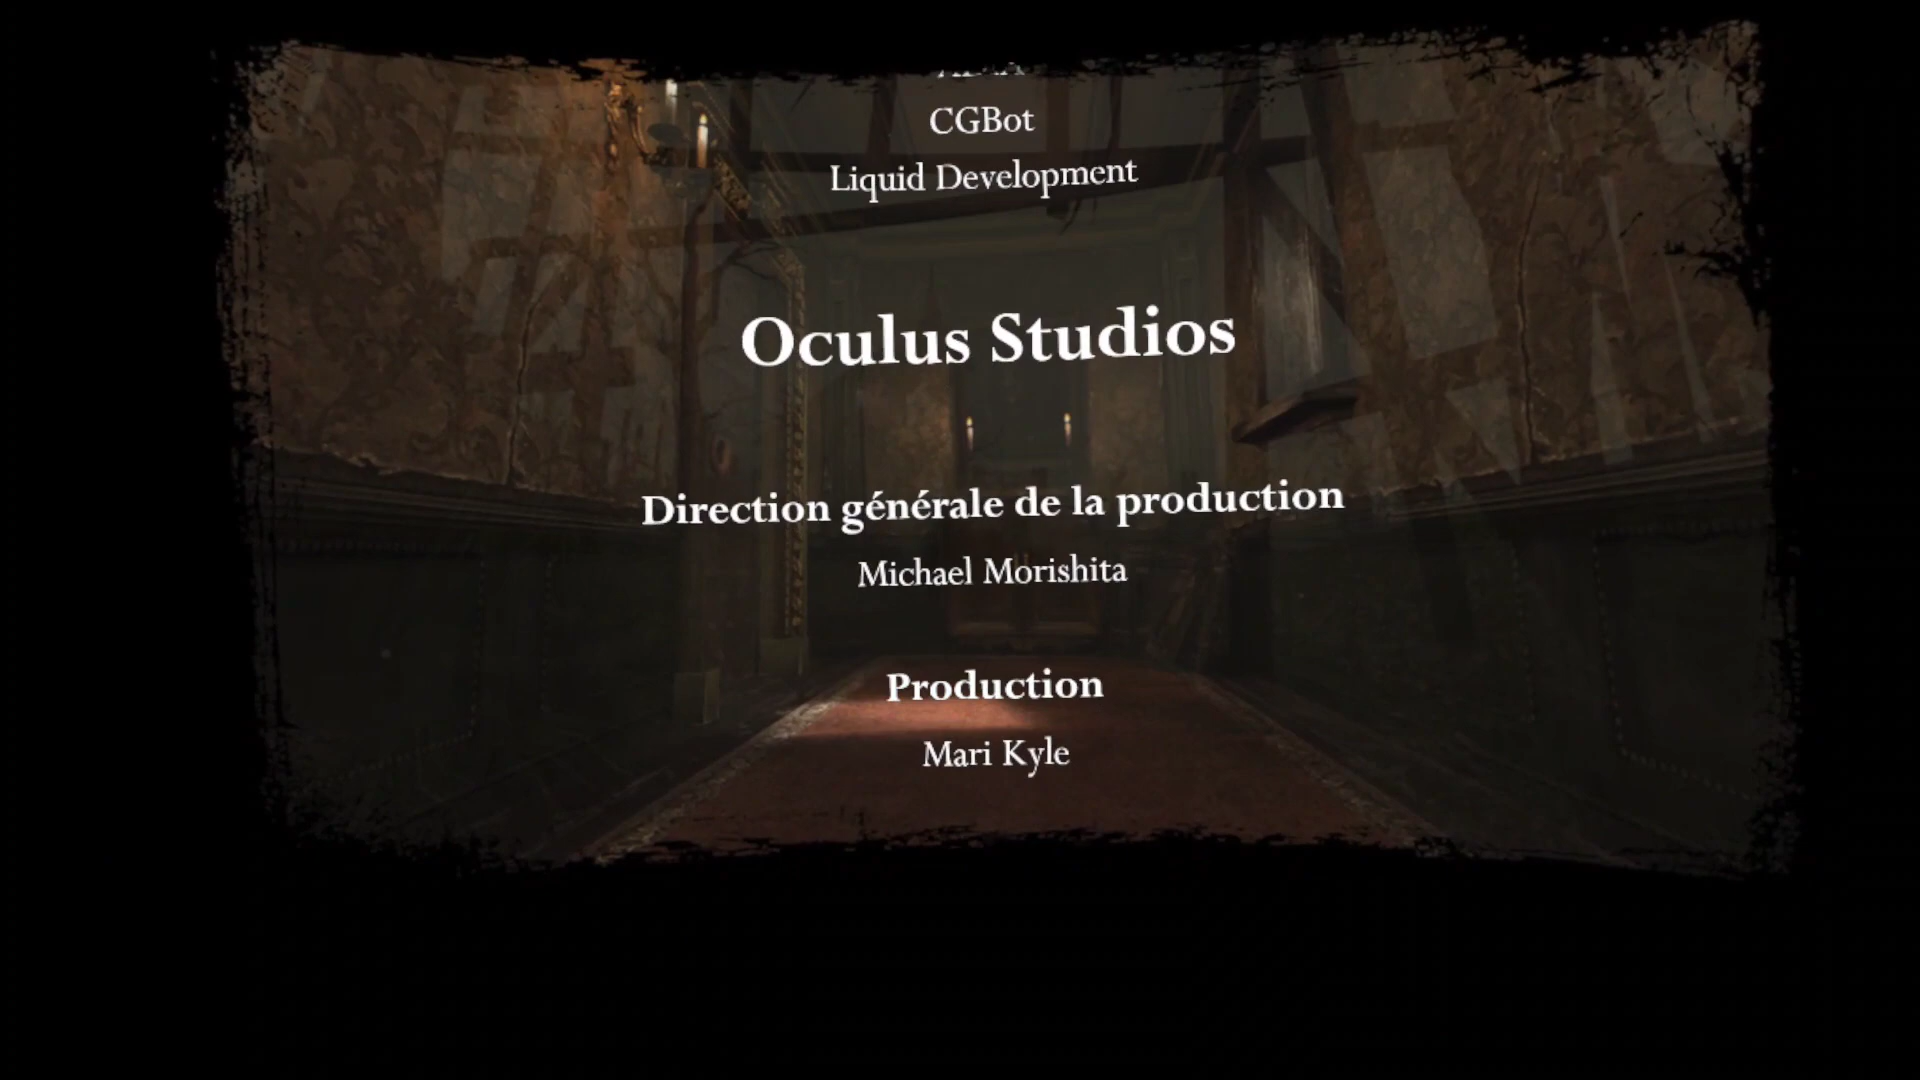 CGBot
Liquid Development
Oculus Studios
Direction générale de la production
Michael Morishita
Production
Mari Kyle